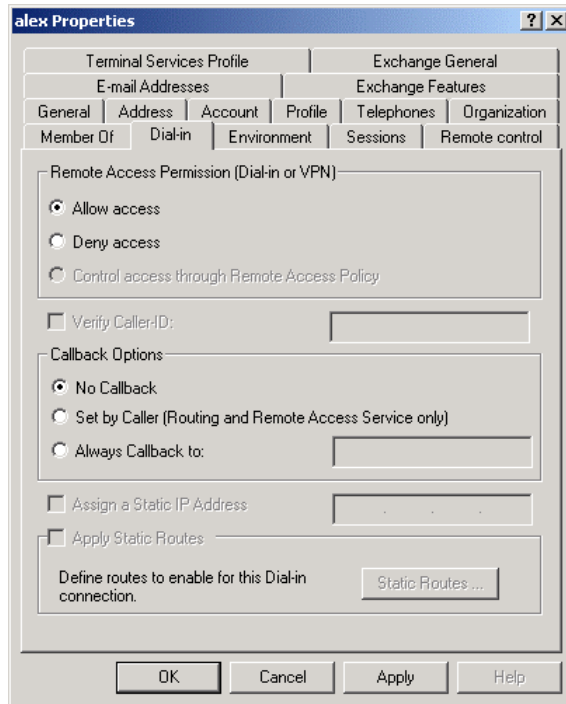 alex Properties
Terminal Services Profile Exchange General
E-mail Addresses Exchange Features
General Address Account Profile Telephones Organization
Member Of Dial-in Environment Sessions Remote control
Remote Access Permission (Dial-in or VPN)
Allow access
Deny access
Control access through Remote Access Policy
Verify Caller-ID:
Callback Options
No Callback
Set by Caller (Routing and Remote Access Service only)
Always Callback to:
Assign a Static IP Address
Apply Static Routes
Define routes to enable for this Dial-in
connection.
Static Routes ...
OK Cancel Apply Help